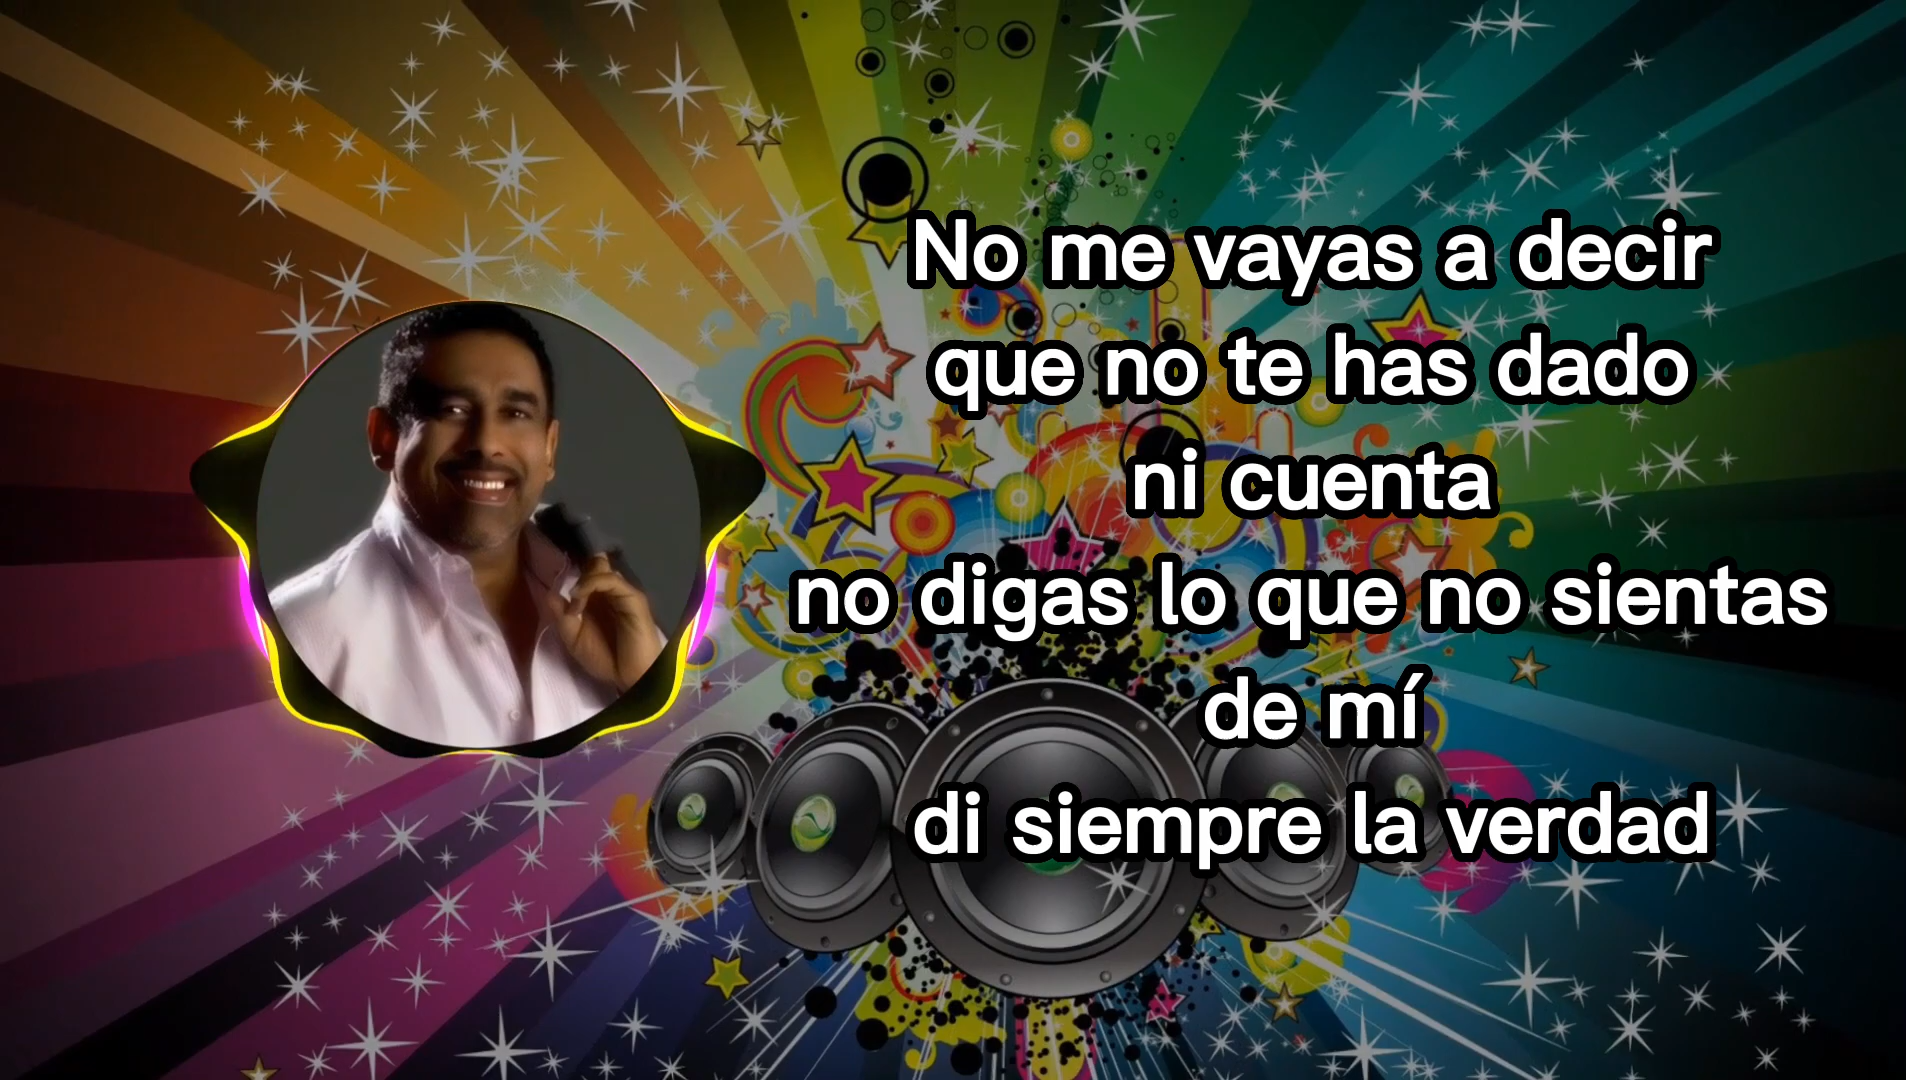 No me vayas a decir
que no te has dado
ni cuenta
no digas lo que no sientas
de mí
di siempre la verdad